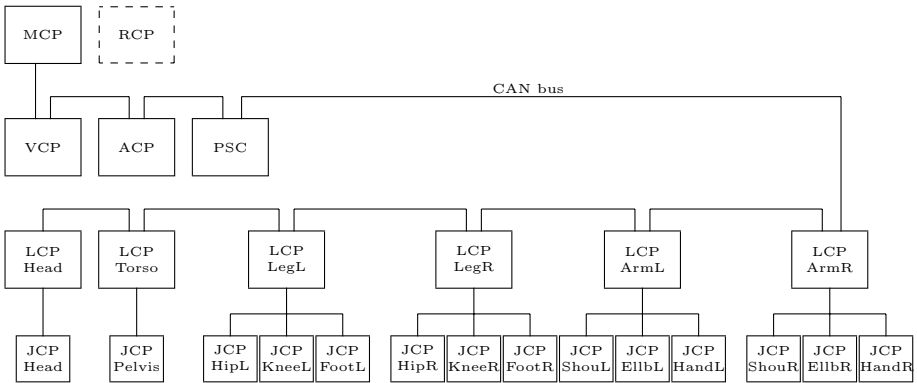 MCP
RCP
CAN bus
VCP
ACP
PSC
LCP
Head
LCP
Torso
LCP
LegL
LCP
LegR
LCP
ArmL
LCP
ArmR
JCP
Head
JCP
Pelvis
JCP
HipL
JCP
KneeL
JCP
FootL
JCP
HipR
JCP
KneeR
JCP
FootR
JCP
ShouL
JCP
EllbL
JCP
HandL
JCP
ShouR
JCP
EllbR
JCP
HandR